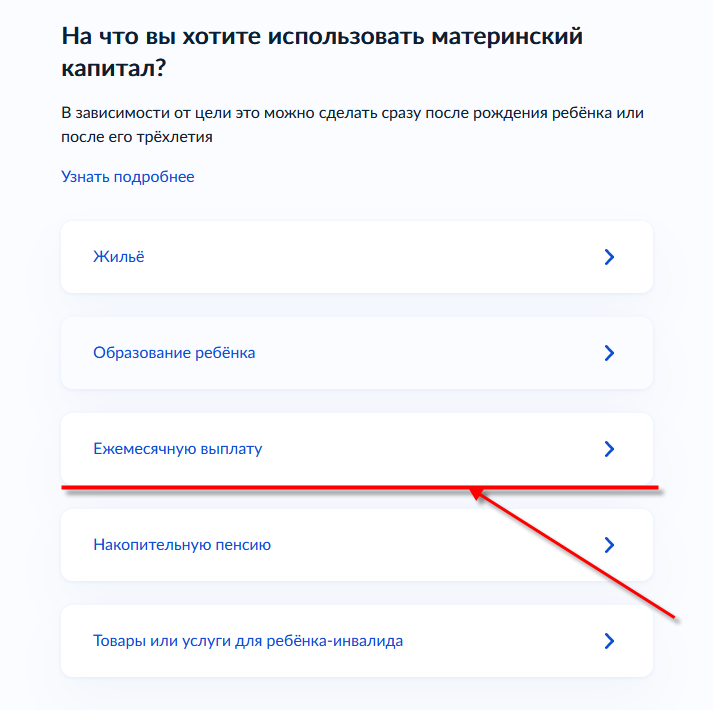 На что вы хотите использовать материнский
капитал?
В зависимости от цели это можно сделать сразу после рождения ребёнка или
после его трёхлетия
Узнать подробнее
Жильё
Образование ребёнка
Ежемесячную выплату
Накопительную пенсию
Товары или услуги для ребёнка-инвалида